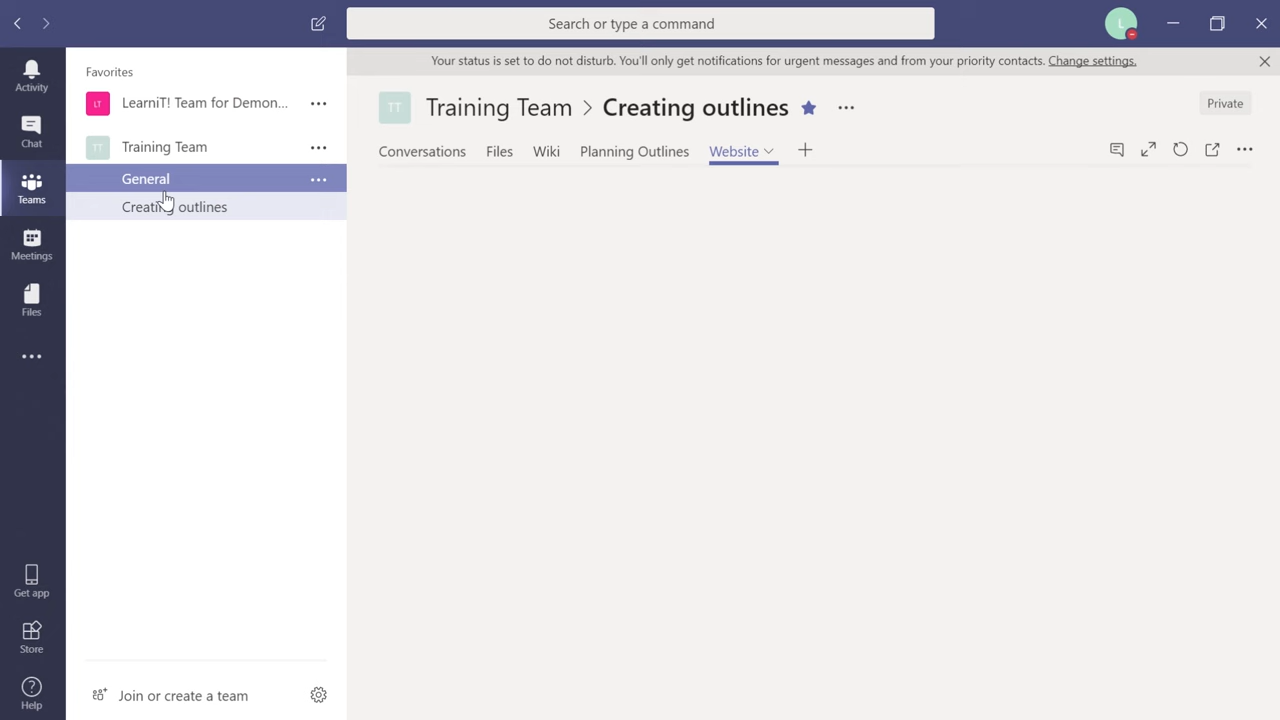 Search or type a command
L
Activity
Chat
Teams
Meetings
Files
Get app
Store
Help
Favorites
LT LearniT! Team for Demon...
TT Training Team
General
Creating outlines
Join or create a team
Your status is set to do not disturb. You'll only get notifications for urgent messages and from your priority contacts. Change settings.
TT Training Team > Creating outlines
Private
Conversations Files Wiki Planning Outlines Website